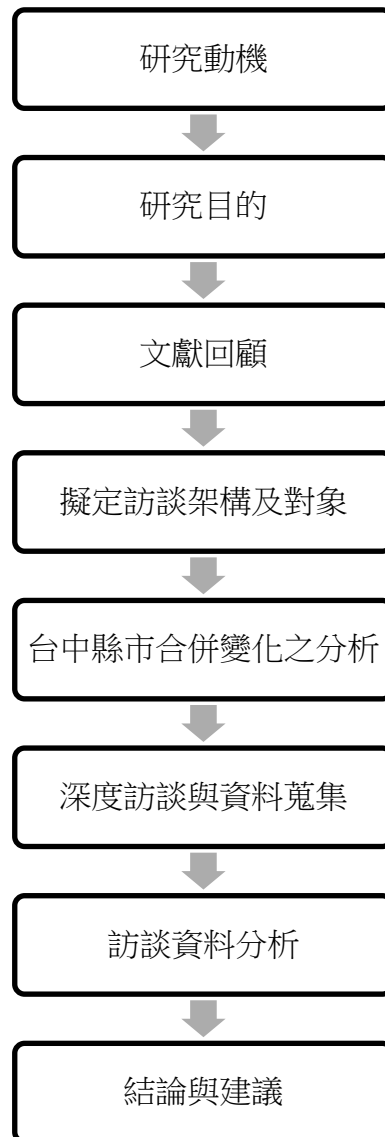 研究動機
研究目的
文獻回顧
擬定訪談架構及對象
台中縣市合併變化之分析
深度訪談與資料蒐集
訪談資料分析
結論與建議